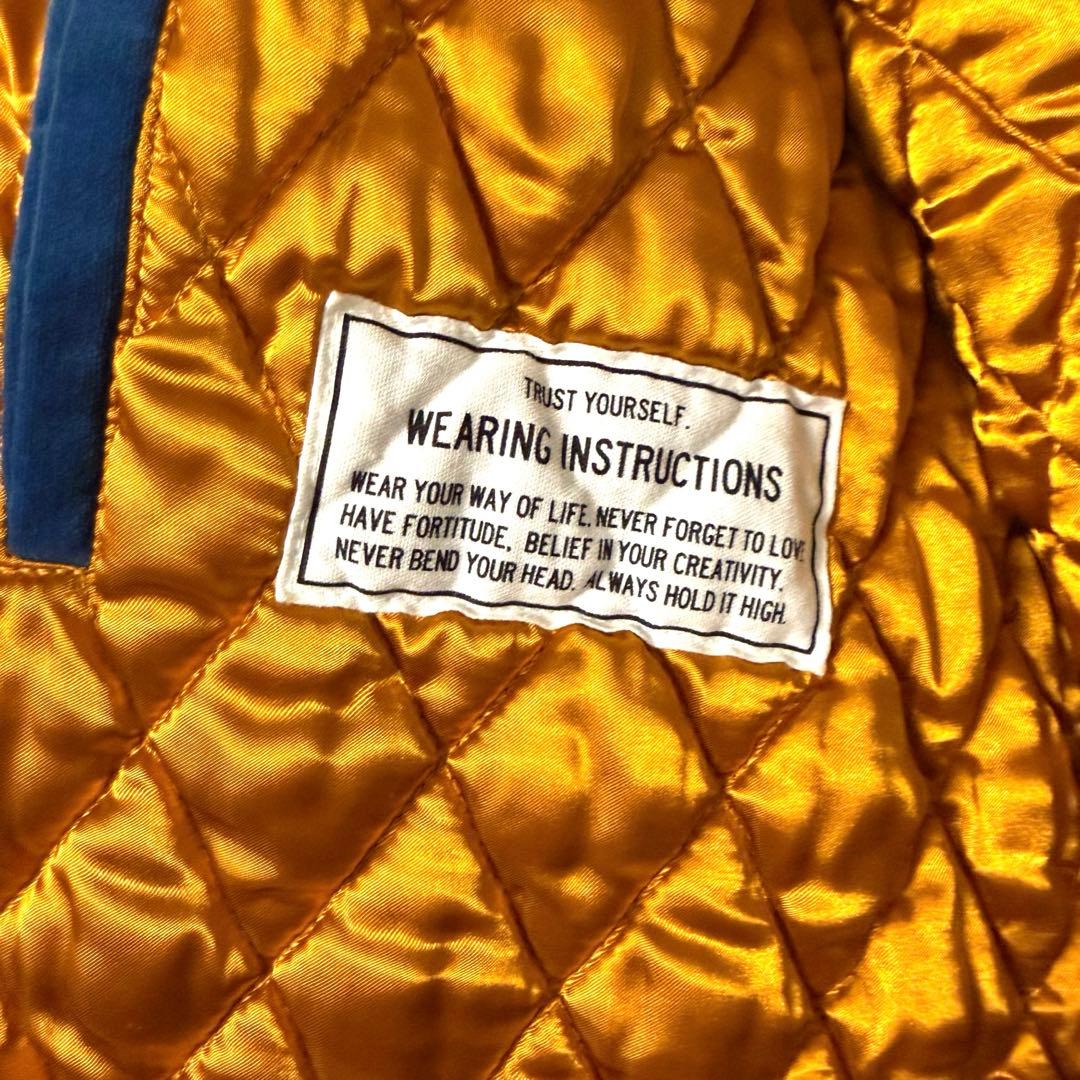 TRUST YOURSELF.
WEARING INSTRUCTIONS
WEAR YOUR WAY OF LIFE. NEVER FORGET TO LOVE.
HAVE FORTITUDE. BELIEF IN YOUR CREATIVITY.
NEVER BEND YOUR HEAD. ALWAYS HOLD IT HIGH.